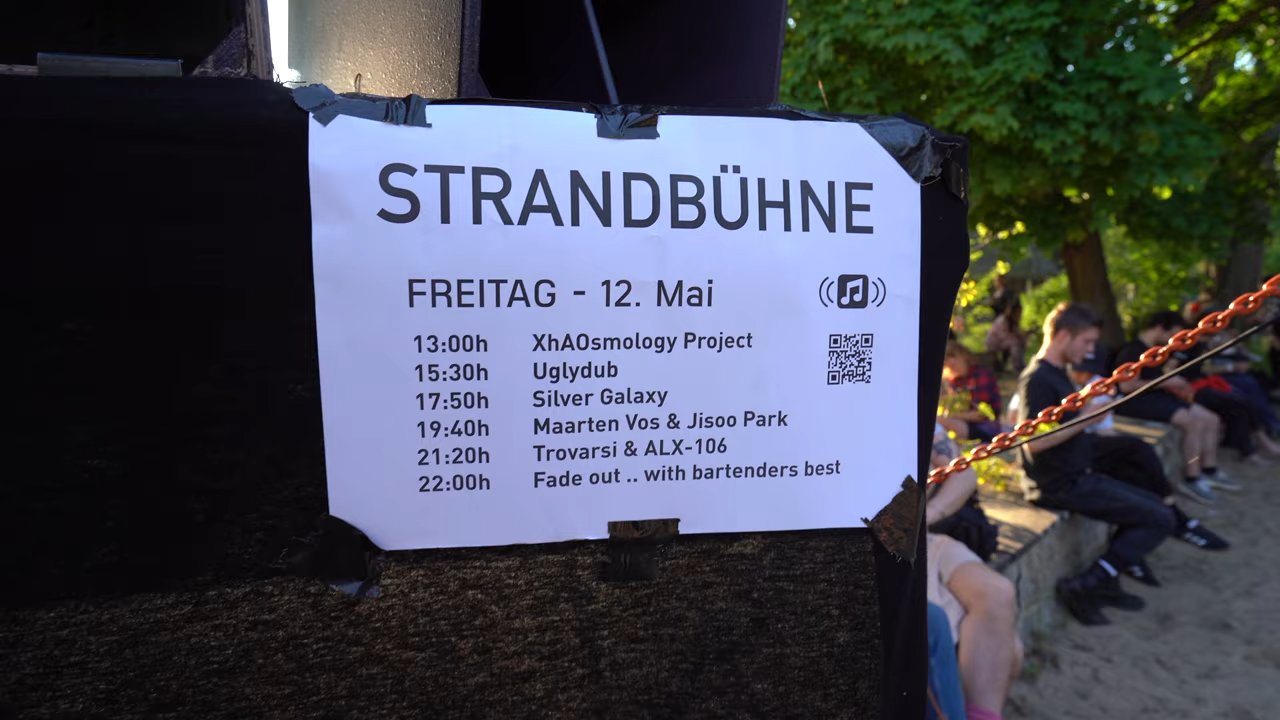 STRANDBÜHNE
FREITAG - 12. Mai
13:00h XhAOsmology Project
15:30h Uglydub
17:50h Silver Galaxy
19:40h Maarten Vos & Jisoo Park
21:20h Trovarsi & ALX-106
22:00h Fade out .. with bartenders best